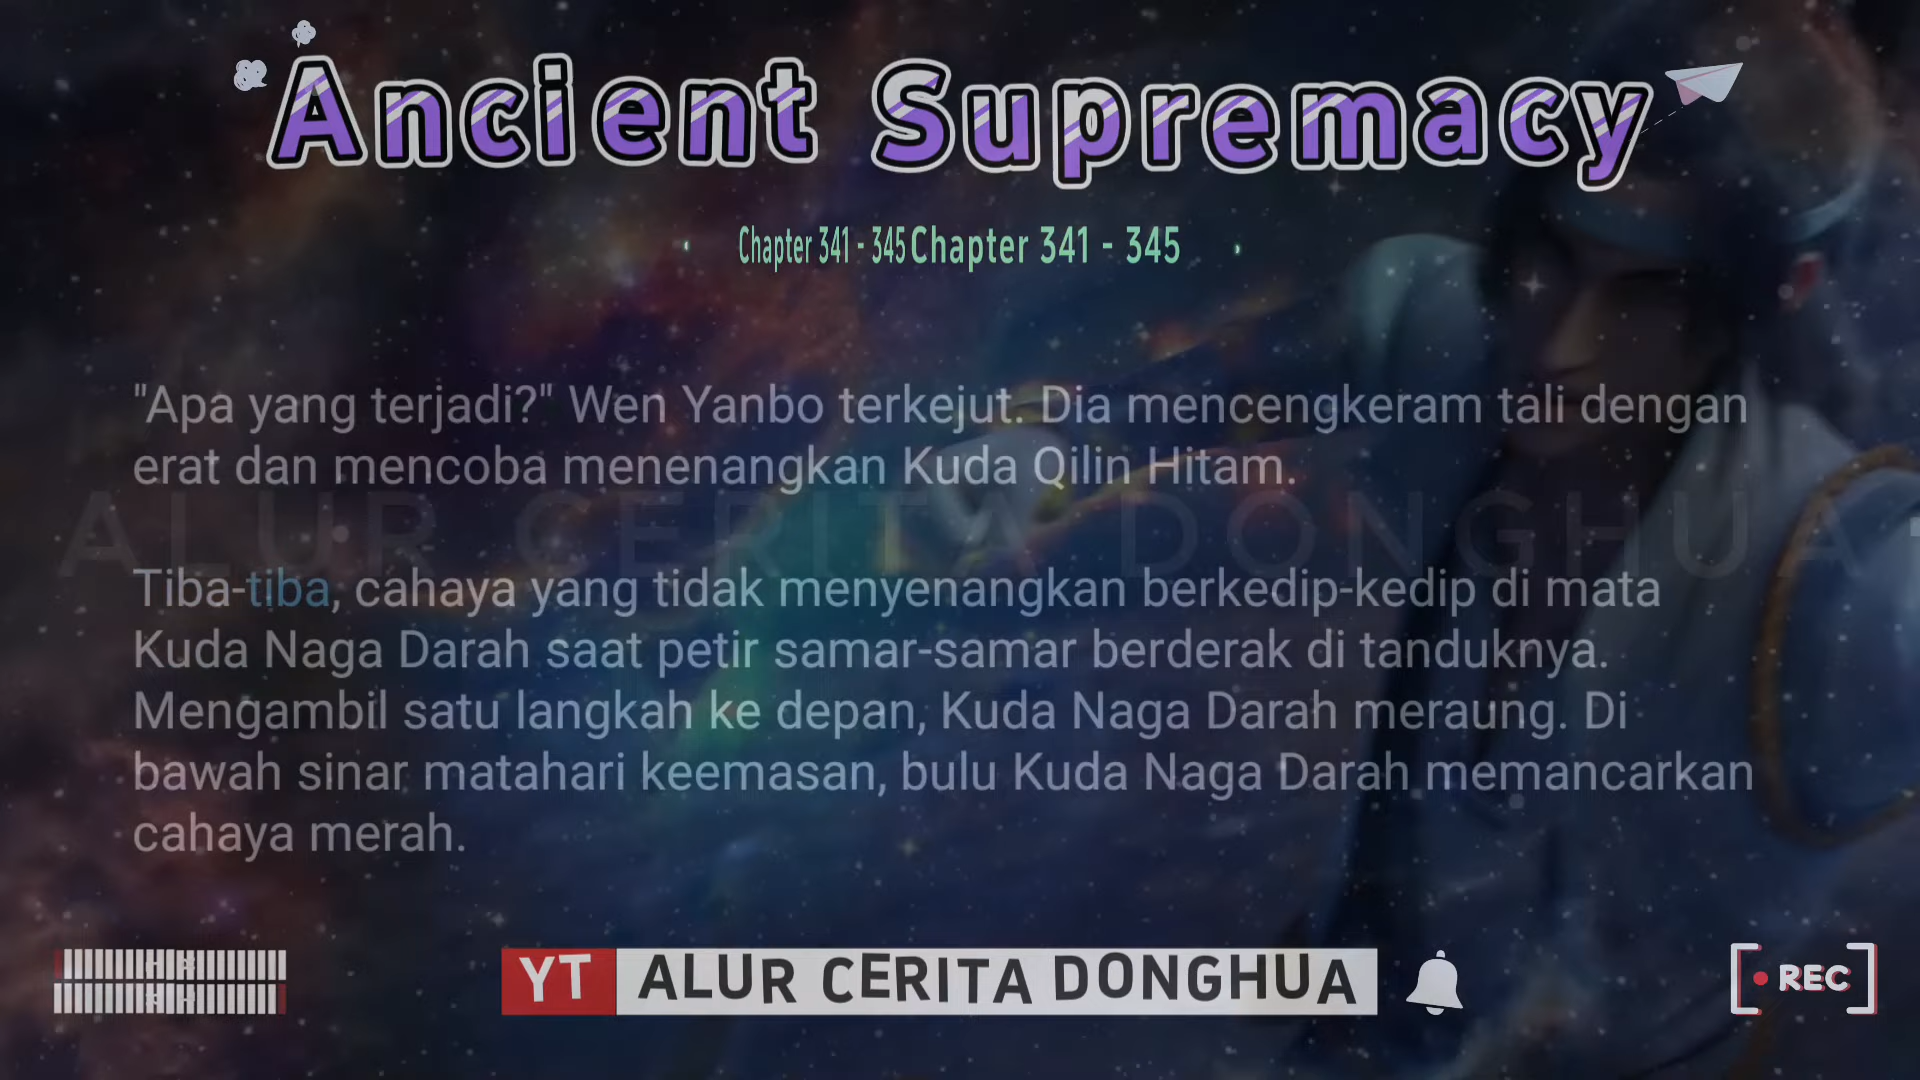 Ancient Supremacy
Chapter 341 - 345Chapter 341 - 345
"Apa yang terjadi?" Wen Yanbo terkejut. Dia mencengkeram tali dengan
erat dan mencoba menenangkan Kuda Qilin Hitam.
ALUR CERITA DONGHUA
Tiba-tiba, cahaya yang tidak menyenangkan berkedip-kedip di mata
Kuda Naga Darah saat petir samar-samar berderak di tanduknya.
Mengambil satu langkah ke depan, Kuda Naga Darah meraung. Di
bawah sinar matahari keemasan, bulu Kuda Naga Darah memancarkan
cahaya merah.
YT ALUR CERITA DONGHUA
REC